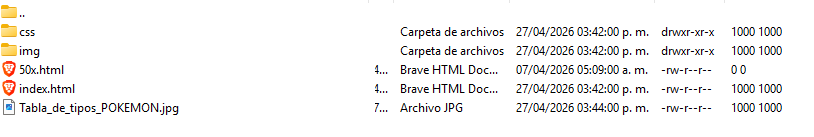 ..
css Carpeta de archivos 27/04/2026 03:42:00 p. m. drwxr-xr-x 1000 1000
img Carpeta de archivos 27/04/2026 03:42:00 p. m. drwxr-xr-x 1000 1000
50x.html 4... Brave HTML Doc... 07/04/2026 05:09:00 a. m. -rw-r--r-- 0 0
index.html 4... Brave HTML Doc... 27/04/2026 03:42:00 p. m. -rw-r--r-- 1000 1000
Tabla_de_tipos_POKEMON.jpg 7... Archivo JPG 27/04/2026 03:44:00 p. m. -rw-r--r-- 1000 1000